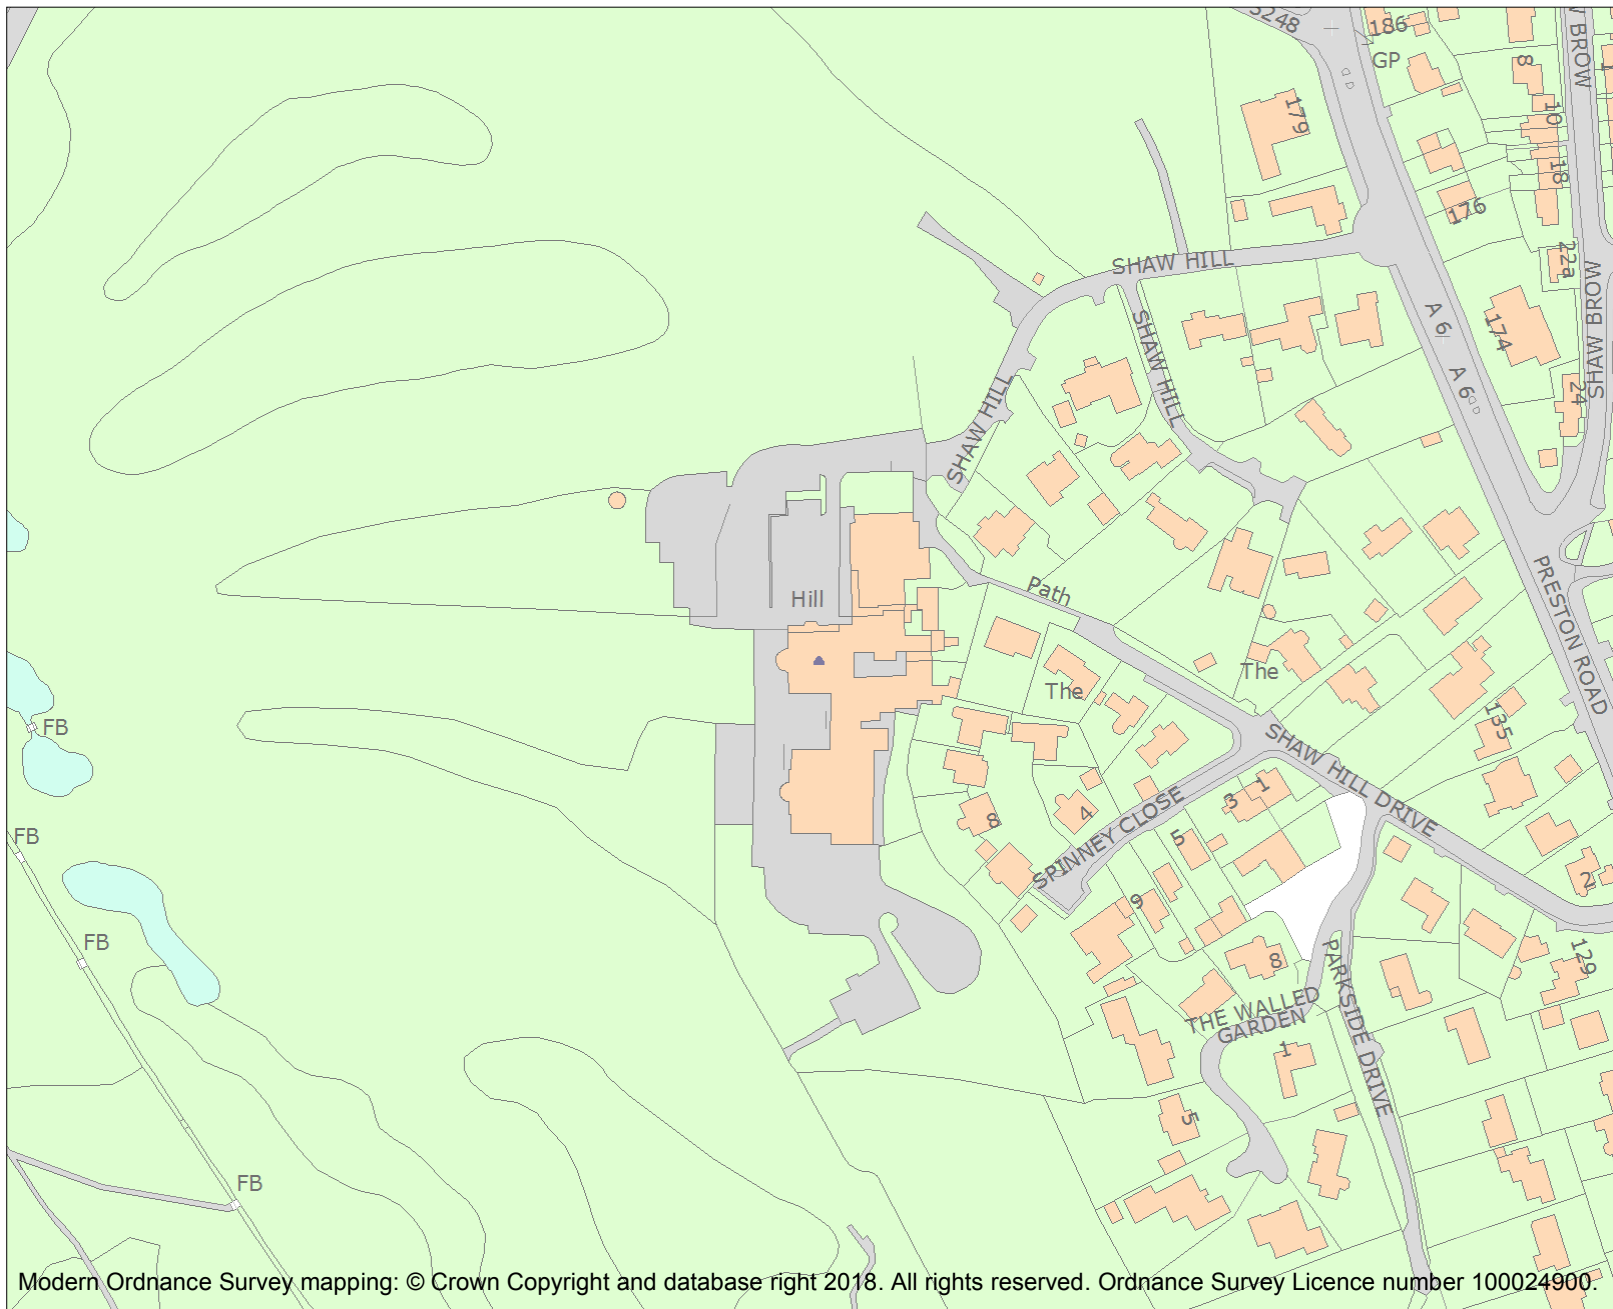 5248
186
GP
W BROW
8
1
179
10
18
176
22a
SHAW HILL
SHAW BROW
A 6
174
SHAW HILL
A 6
SHAW HILL
24
Path
Hill
PRESTON ROAD
The
The
FB
135
SHAW HILL DRIVE
1
3
SPINNEY CLOSE
4
8
5
FB
2
9
FB
8
129
PARKSIDE DRIVE
THE WALLED
GARDEN
1
5
FB
Modern Ordnance Survey mapping: © Crown Copyright and database right 2018. All rights reserved. Ordnance Survey Licence number 100024900.